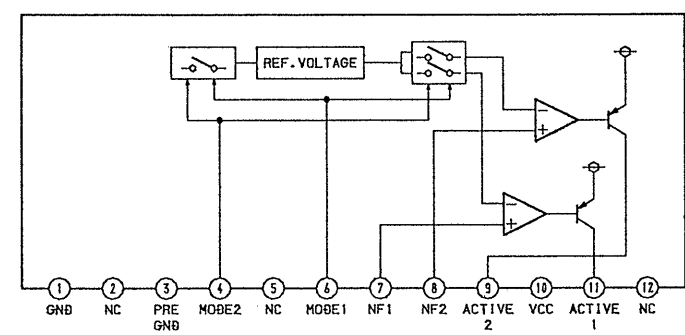 REF.VOLTAGE
1 2 3 4 5 6 7 8 9 10 11 12
GND NC PRE GND MODE2 NC MODE1 NF1 NF2 ACTIVE 2 VCC ACTIVE 1 NC